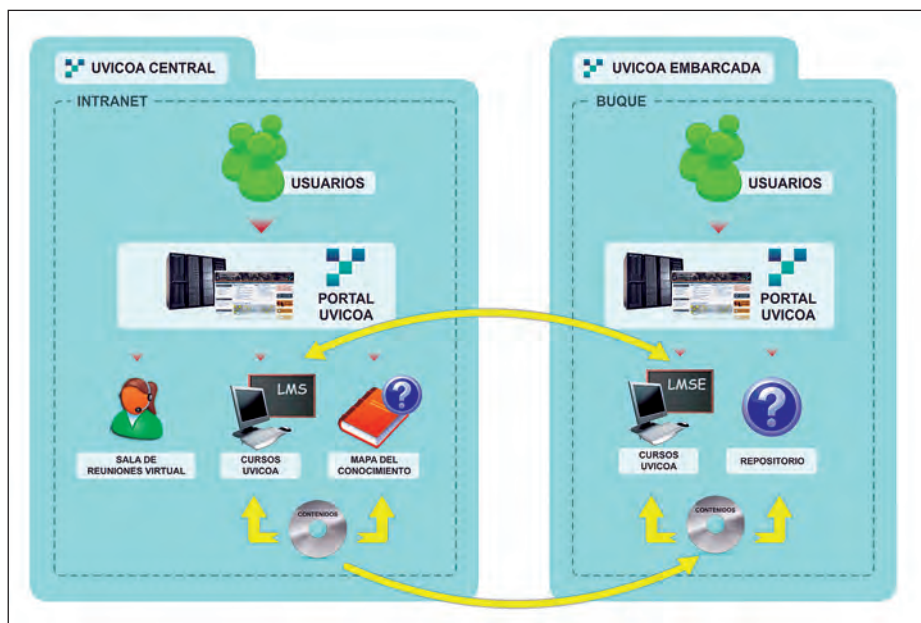 UVICOA CENTRAL
INTRANET
USUARIOS
PORTAL
UVICOA
LMS
SALA DE
REUNIONES VIRTUAL
CURSOS
UVICOA
MAPA DEL
CONOCIMIENTO
CONTENIDOS
UVICOA EMBARCADA
BUQUE
USUARIOS
PORTAL
UVICOA
LMSE
CURSOS
UVICOA
REPOSITORIO
CONTENIDOS